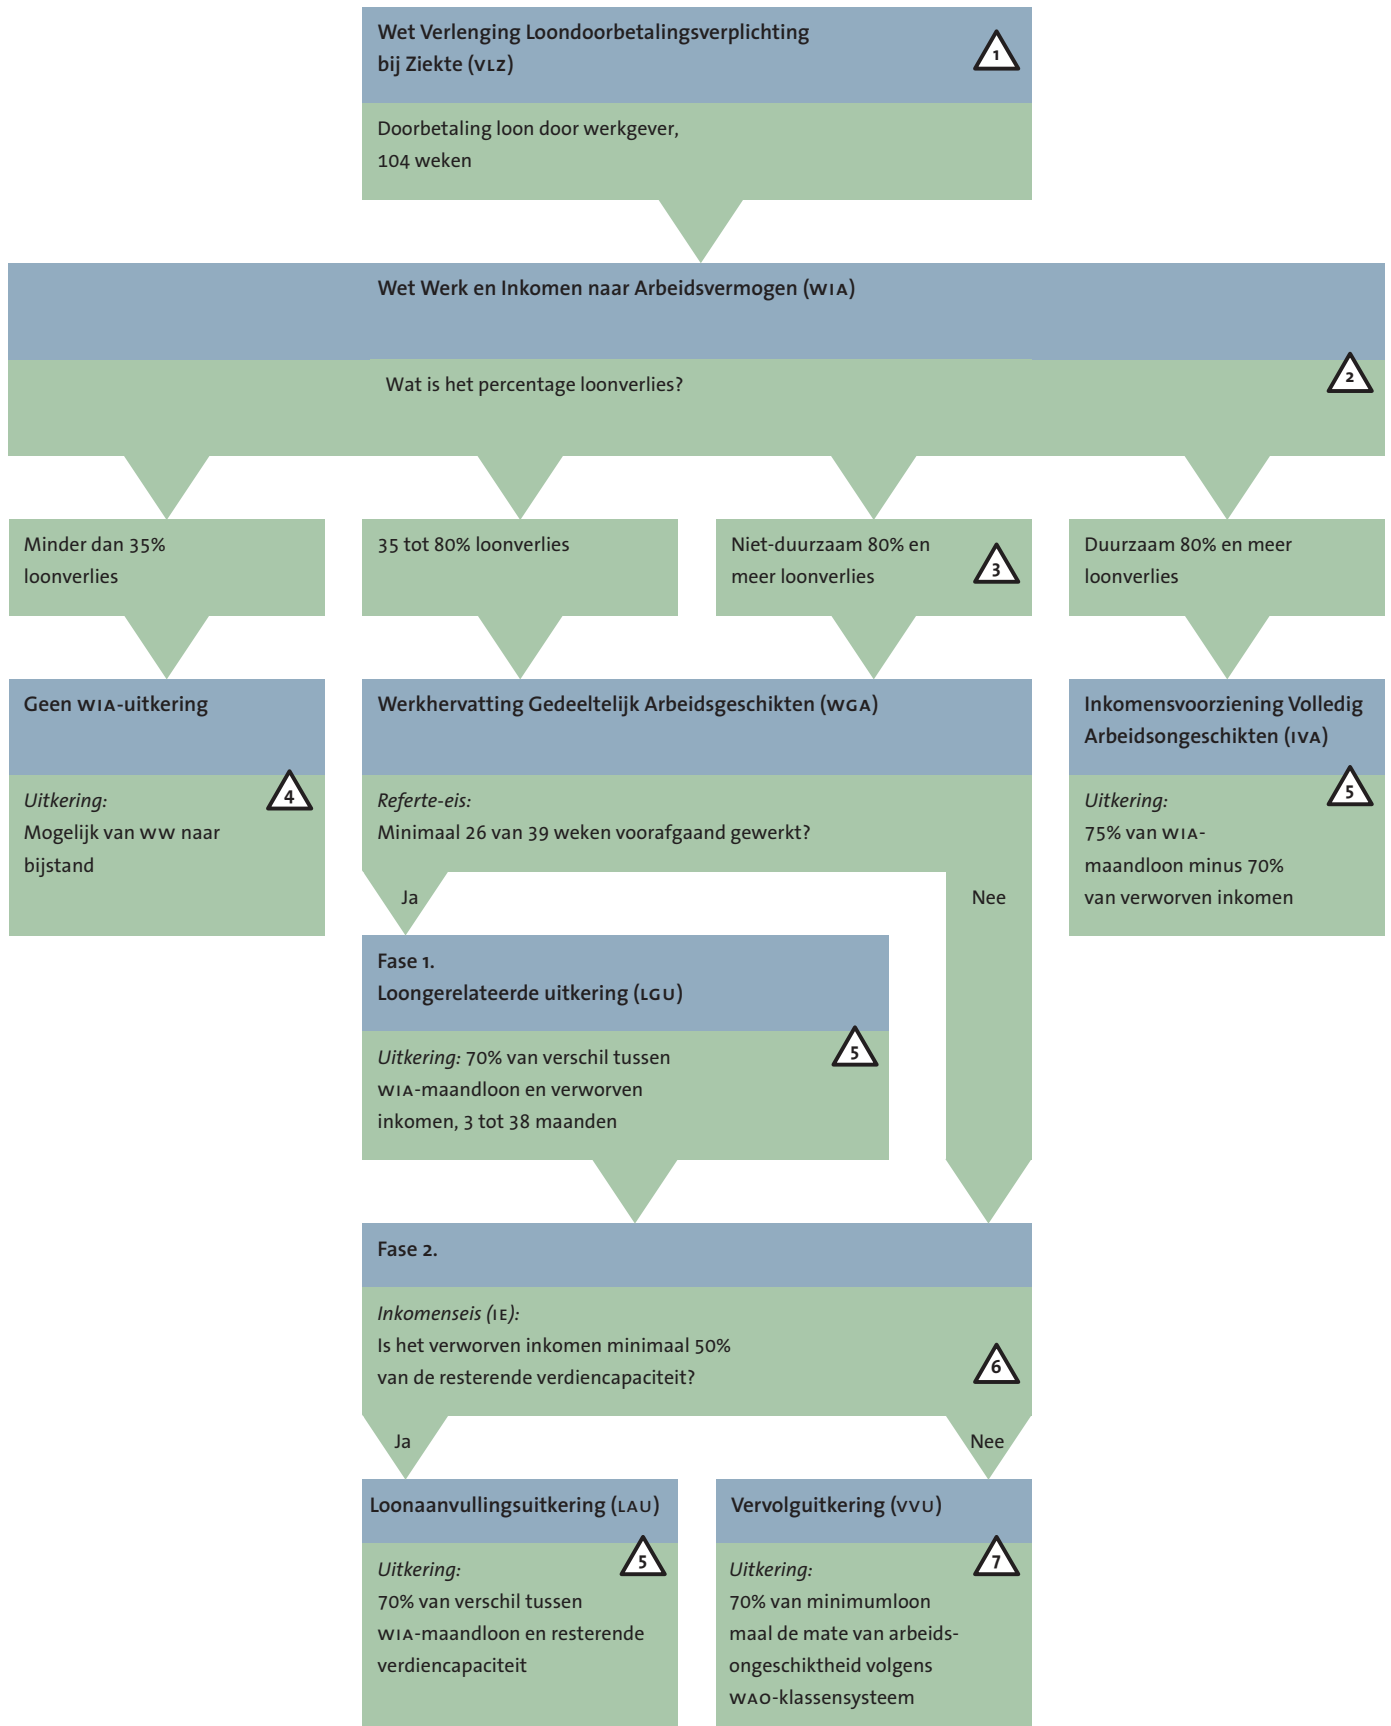 Wet Verlenging Loondoorbetalingsverplichting
bij Ziekte (VLZ)
1
Doorbetaling loon door werkgever,
104 weken
Wet Werk en Inkomen naar Arbeidsvermogen (WIA)
Wat is het percentage loonverlies?
2
Minder dan 35%
loonverlies
35 tot 80% loonverlies
Niet-duurzaam 80% en
meer loonverlies
3
Duurzaam 80% en meer
loonverlies
Geen WIA-uitkering
4
Uitkering:
Mogelijk van WW naar
bijstand
Werkhervatting Gedeeltelijk Arbeidsgeschikten (WGA)
Referte-eis:
Minimaal 26 van 39 weken voorafgaand gewerkt?
Inkomensvoorziening Volledig
Arbeidsongeschikten (IVA)
5
Uitkering:
75% van WIA-
maandloon minus 70%
van verworven inkomen
Ja
Nee
Fase 1.
Loongerelateerde uitkering (LGU)
5
Uitkering: 70% van verschil tussen
WIA-maandloon en verworven
inkomen, 3 tot 38 maanden
Fase 2.
Inkomenseis (IE):
Is het verworven inkomen minimaal 50%
van de resterende verdiencapaciteit?
6
Ja
Nee
Loonaanvullingsuitkering (LAU)
5
Uitkering:
70% van verschil tussen
WIA-maandloon en resterende
verdiencapaciteit
Vervolguitkering (VVU)
7
Uitkering:
70% van minimumloon
maal de mate van arbeids-
ongeschiktheid volgens
WAO-klassensysteem